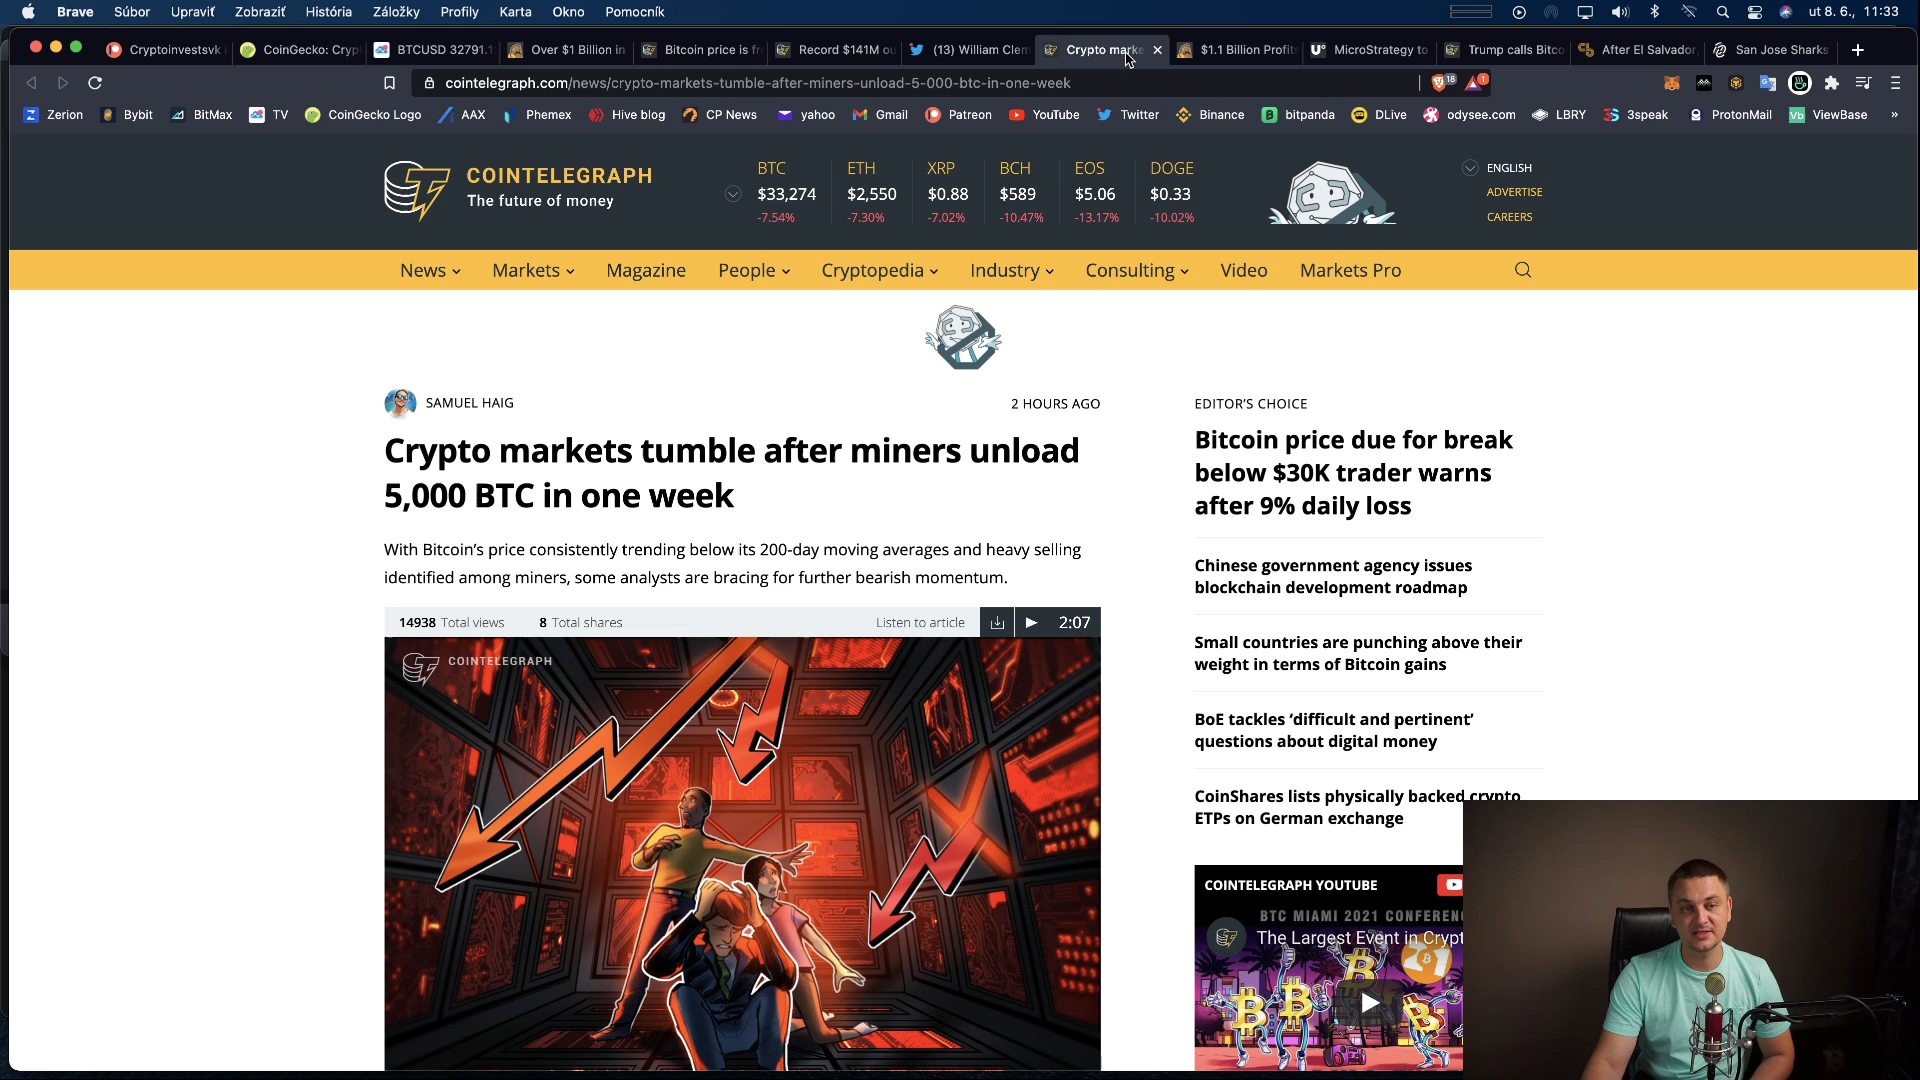 Brave Súbor Upraviť Zobraziť História Záložky Profily Karta Okno Pomocník ut 8. 6., 11:33
Cryptoinvestsvk CoinGecko: Cryp BTCUSD 32791.1 Over $1 Billion in Bitcoin price is fr Record $141M ou (13) William Clem Crypto marke $1.1 Billion Profits MicroStrategy to Trump calls Bitco After El Salvador, San Jose Sharks
cointelegraph.com/news/crypto-markets-tumble-after-miners-unload-5-000-btc-in-one-week 18 1
Zerion Bybit BitMax TV CoinGecko Logo AAX Phemex Hive blog CP News yahoo Gmail Patreon YouTube Twitter Binance bitpanda DLive odysee.com LBRY 3speak ProtonMail ViewBase »
COINTELEGRAPH
The future of money
BTC ETH XRP BCH EOS DOGE
$33,274 $2,550 $0.88 $589 $5.06 $0.33
-7.54% -7.30% -7.02% -10.47% -13.17% -10.02%
ENGLISH
ADVERTISE
CAREERS
News Markets Magazine People Cryptopedia Industry Consulting Video Markets Pro
SAMUEL HAIG
2 HOURS AGO
Crypto markets tumble after miners unload
5,000 BTC in one week
With Bitcoin’s price consistently trending below its 200-day moving averages and heavy selling
identified among miners, some analysts are bracing for further bearish momentum.
14938 Total views 8 Total shares Listen to article 2:07
COINTELEGRAPH
EDITOR’S CHOICE
Bitcoin price due for break
below $30K trader warns
after 9% daily loss
Chinese government agency issues
blockchain development roadmap
Small countries are punching above their
weight in terms of Bitcoin gains
BoE tackles ‘difficult and pertinent’
questions about digital money
CoinShares lists physically backed crypto
ETPs on German exchange
COINTELEGRAPH YOUTUBE
BTC MIAMI 2021 CONFEREN
The Largest Event in Crypt
21